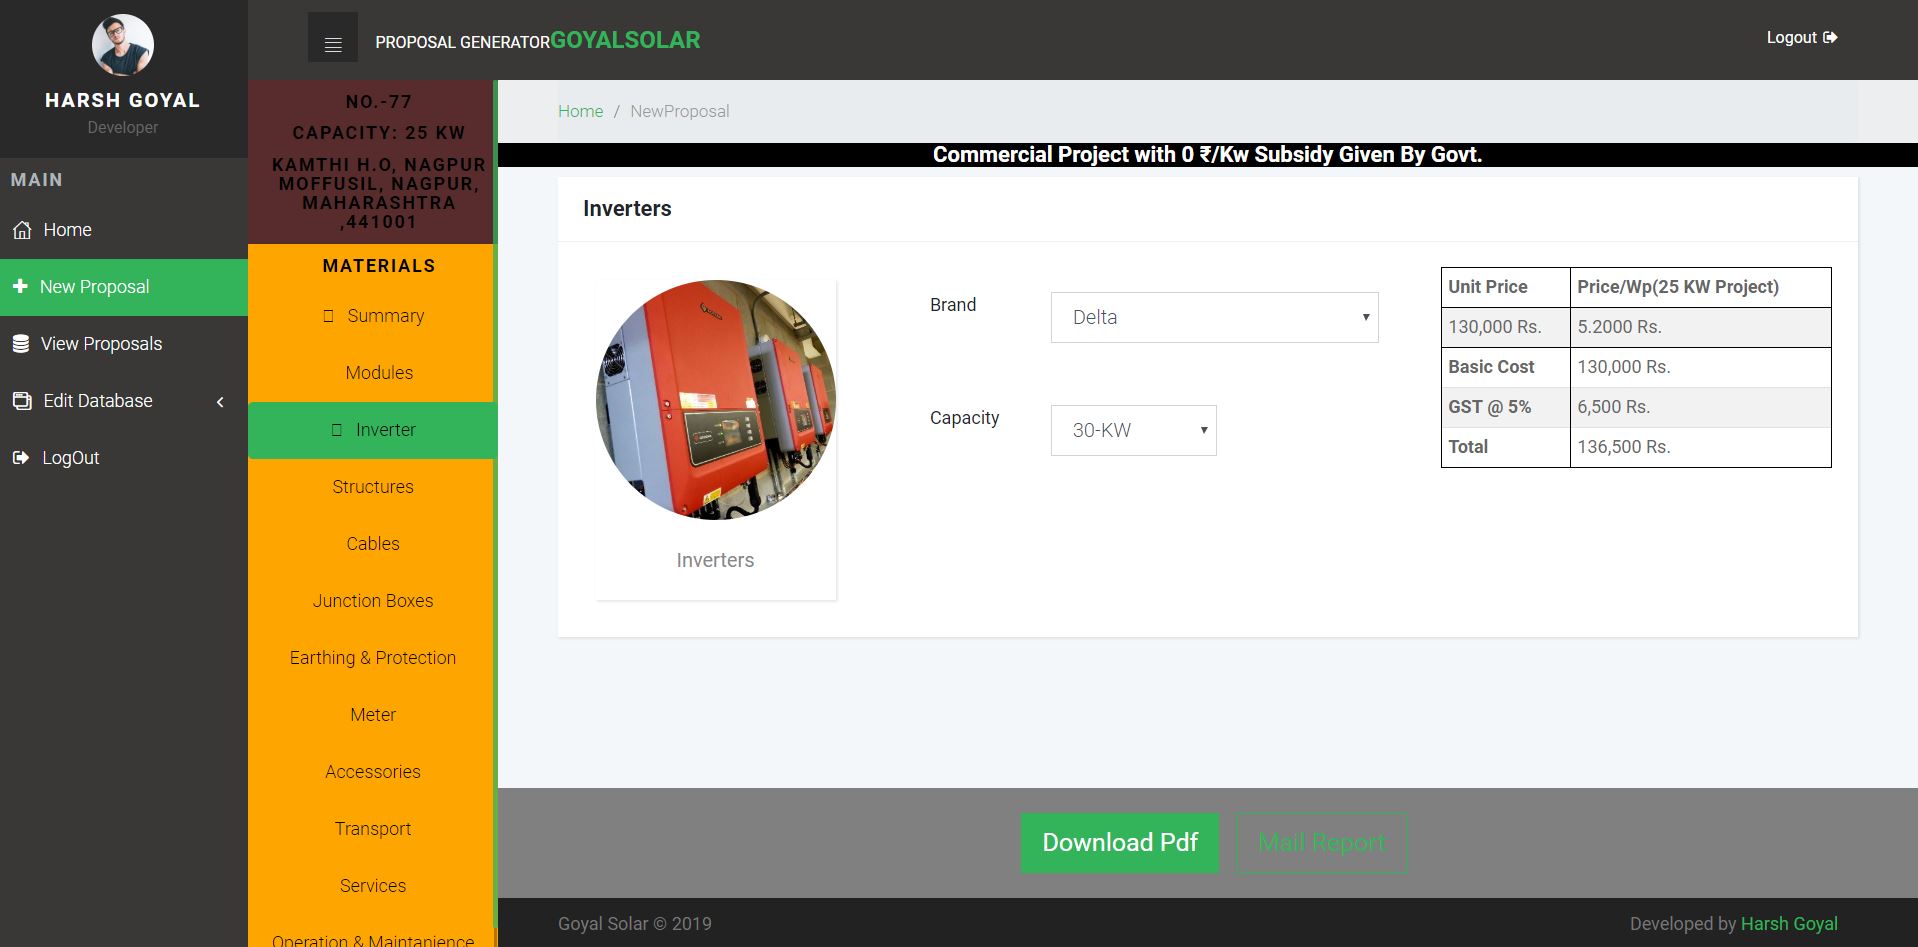 HARSH GOYAL
Developer
MAIN
Home
New Proposal
View Proposals
Edit Database
LogOut
PROPOSAL GENERATORGOYALSOLAR
Logout
NO.-77
CAPACITY: 25 KW
KAMTHI H.O, NAGPUR
MOFFUSIL, NAGPUR,
MAHARASHTRA
,441001
MATERIALS
Summary
Modules
Inverter
Structures
Cables
Junction Boxes
Earthing & Protection
Meter
Accessories
Transport
Services
Operation & Maintanience
Home / NewProposal
Commercial Project with 0 ₹/Kw Subsidy Given By Govt.
Inverters
Inverters
Brand
Delta
Capacity
30-KW
Unit Price Price/Wp(25 KW Project)
130,000 Rs. 5.2000 Rs.
Basic Cost 130,000 Rs.
GST @ 5% 6,500 Rs.
Total 136,500 Rs.
Download Pdf
Mail Report
Goyal Solar © 2019
Developed by Harsh Goyal